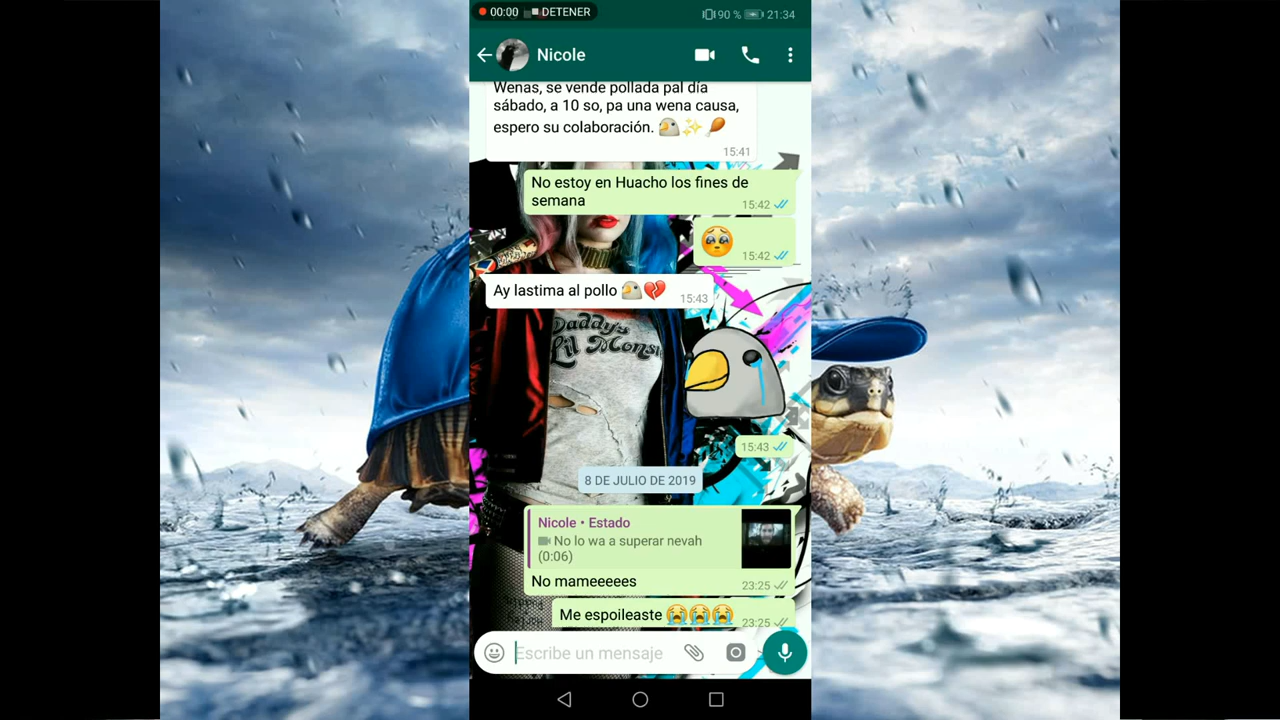 00:00 DETENER 90 % 21:34
Nicole
Wenas, se vende pollada pal día
sábado, a 10 so, pa una wena causa,
espero su colaboración. 🐦✨🍗
15:41
No estoy en Huacho los fines de
semana
15:42
🥺
15:42
Ay lastima al pollo 🐦💔
15:43
Daddy's
Lil Monst
15:43
8 DE JULIO DE 2019
Nicole • Estado
No lo wa a superar nevah
(0:06)
No mameeeees
23:25
Me espoileaste 😭😭😭
23:25
Escribe un mensaje